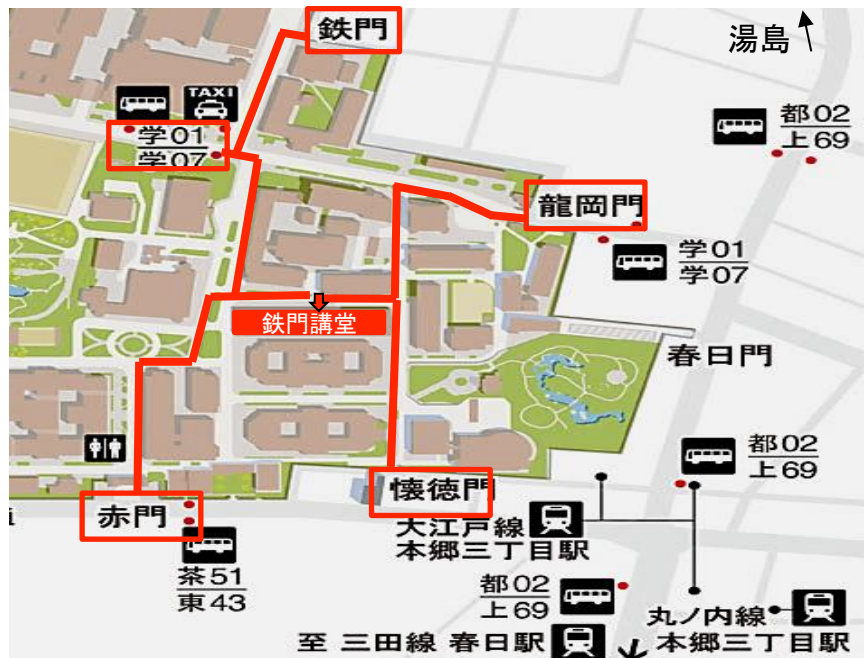 鉄門
湯島
TAXI
学01
学07
都02
上69
龍岡門
学01
学07
鉄門講堂
春日門
都02
上69
懐徳門
赤門
大江戸線
本郷三丁目駅
茶51
東43
都02
上69
丸ノ内線
本郷三丁目駅
至 三田線 春日駅